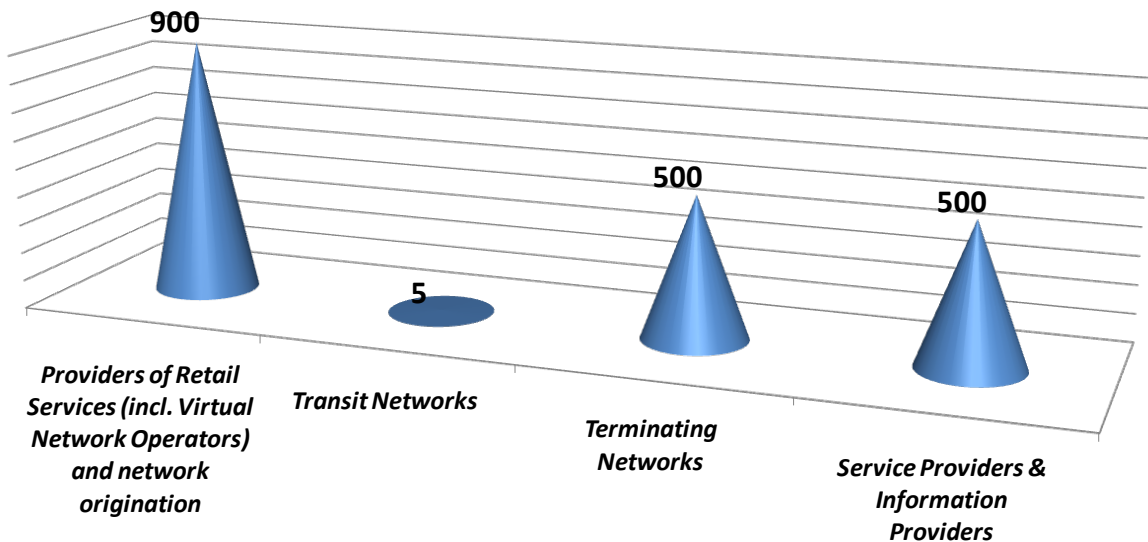 900
5
500
500
Providers of Retail
Services (incl. Virtual
Network Operators)
and network
origination
Transit Networks
Terminating
Networks
Service Providers &
Information
Providers